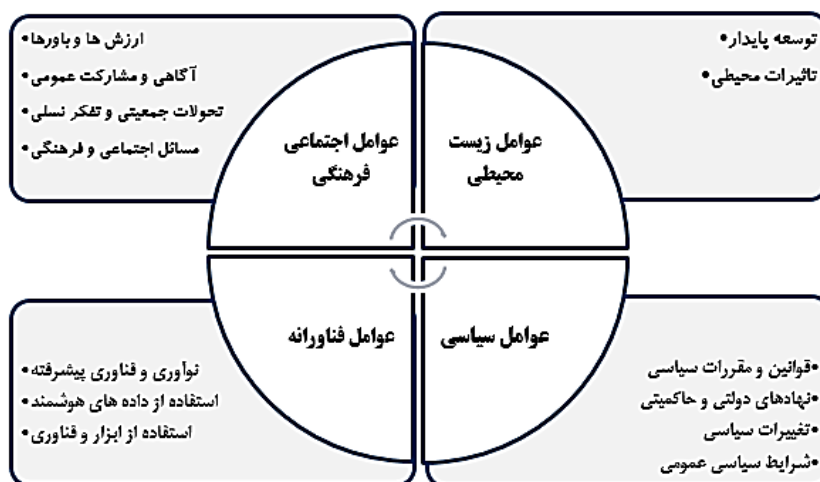 • توسعه پایدار
• تاثیرات محیطی
• ارزش ها و باورها
• آگاهی و مشارکت عمومی
• تحولات جمعیتی و تفکر نسلی
• مسائل اجتماعی و فرهنگی
عوامل زیست
محیطی
عوامل اجتماعی
فرهنگی
عوامل سیاسی
عوامل فناورانه
• قوانین و مقررات سیاسی
• نهادهای دولتی و حاکمیتی
• تغییرات سیاسی
• شرایط سیاسی عمومی
• نوآوری و فناوری پیشرفته
• استفاده از داده های هوشمند
• استفاده از ابزار و فناوری